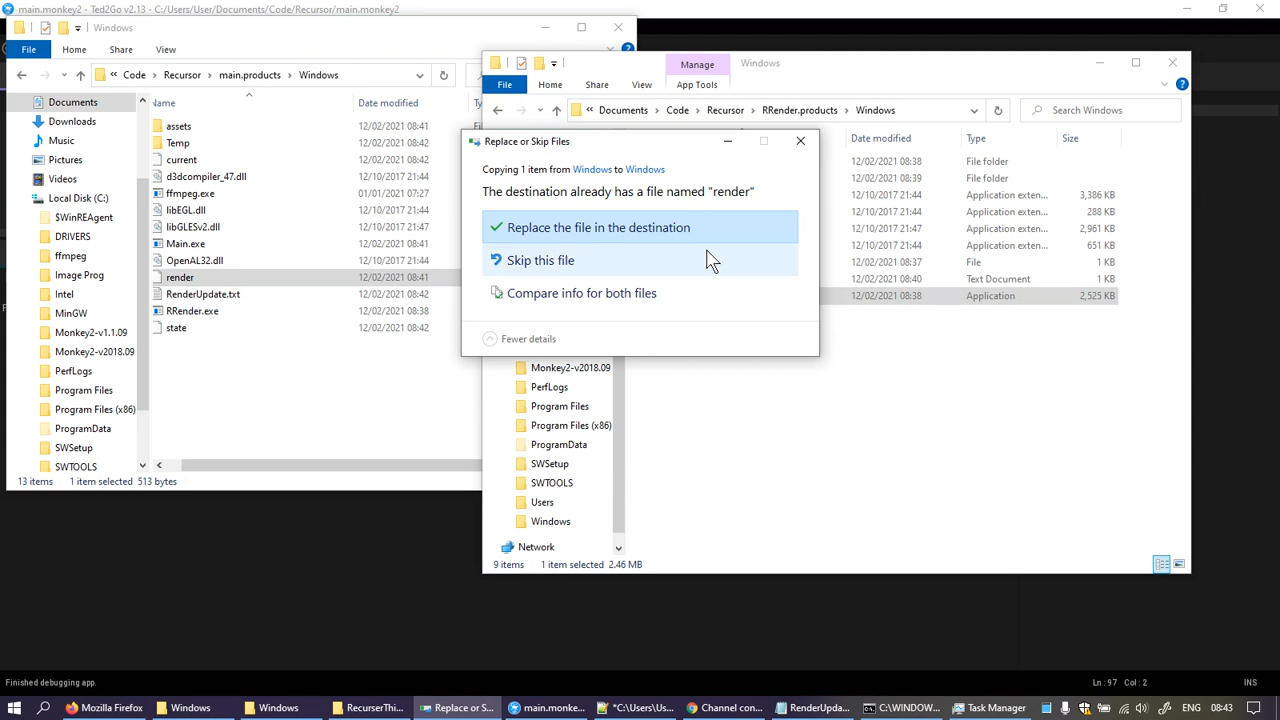 main.monkey2 - Ted2Go v2.13 - C:/Users/User/Documents/Code/Recursor/main.monkey2
Windows
File Home Share View
Code Recursor main.products Windows
Name Date modified
Documents
Downloads
Music
Pictures
Videos
Local Disk (C:)
$WinREAgent
DRIVERS
ffmpeg
Image Prog
Intel
MinGW
Monkey2-v1.1.09
Monkey2-v2018.09
PerfLogs
Program Files
Program Files (x86)
ProgramData
SWSetup
SWTOOLS
assets 12/02/2021 08:42
Temp 12/02/2021 08:42
current 12/02/2021 08:42
d3dcompiler_47.dll 12/10/2017 21:44
ffmpeg.exe 01/01/2021 07:27
libEGL.dll 12/10/2017 21:44
libGLESv2.dll 12/10/2017 21:44
Main.exe 12/02/2021 08:42
OpenAL32.dll 12/10/2017 21:44
render 12/02/2021 08:41
RenderUpdate.txt 12/02/2021 08:42
RRender.exe 12/02/2021 08:38
state 12/02/2021 08:42
13 items 1 item selected 513 bytes
Manage Windows
File Home Share View App Tools
Documents Code Recursor RRender.products Windows
Search Windows
Date modified Type Size
12/02/2021 08:38 File folder
12/02/2021 08:39 File folder
12/10/2017 21:44 Application exten... 3,386 KB
12/10/2017 21:44 Application exten... 288 KB
12/10/2017 21:47 Application exten... 2,961 KB
12/10/2017 21:44 Application exten... 651 KB
12/02/2021 08:37 File 1 KB
12/02/2021 08:40 Text Document 1 KB
12/02/2021 08:38 Application 2,525 KB
Monkey2-v2018.09
PerfLogs
Program Files
Program Files (x86)
ProgramData
SWSetup
SWTOOLS
Users
Windows
Network
9 items 1 item selected 2.46 MB
Replace or Skip Files
Copying 1 item from Windows to Windows
The destination already has a file named "render"
Replace the file in the destination
Skip this file
Compare info for both files
Fewer details
Finished debugging app.
Ln : 97 Col : 2 INS
Mozilla Firefox Windows Windows RecursorThi... Replace or S... main.monke... *C:\Users\Us... Channel con... RenderUpda... C:\WINDOW... Task Manager ENG 08:43